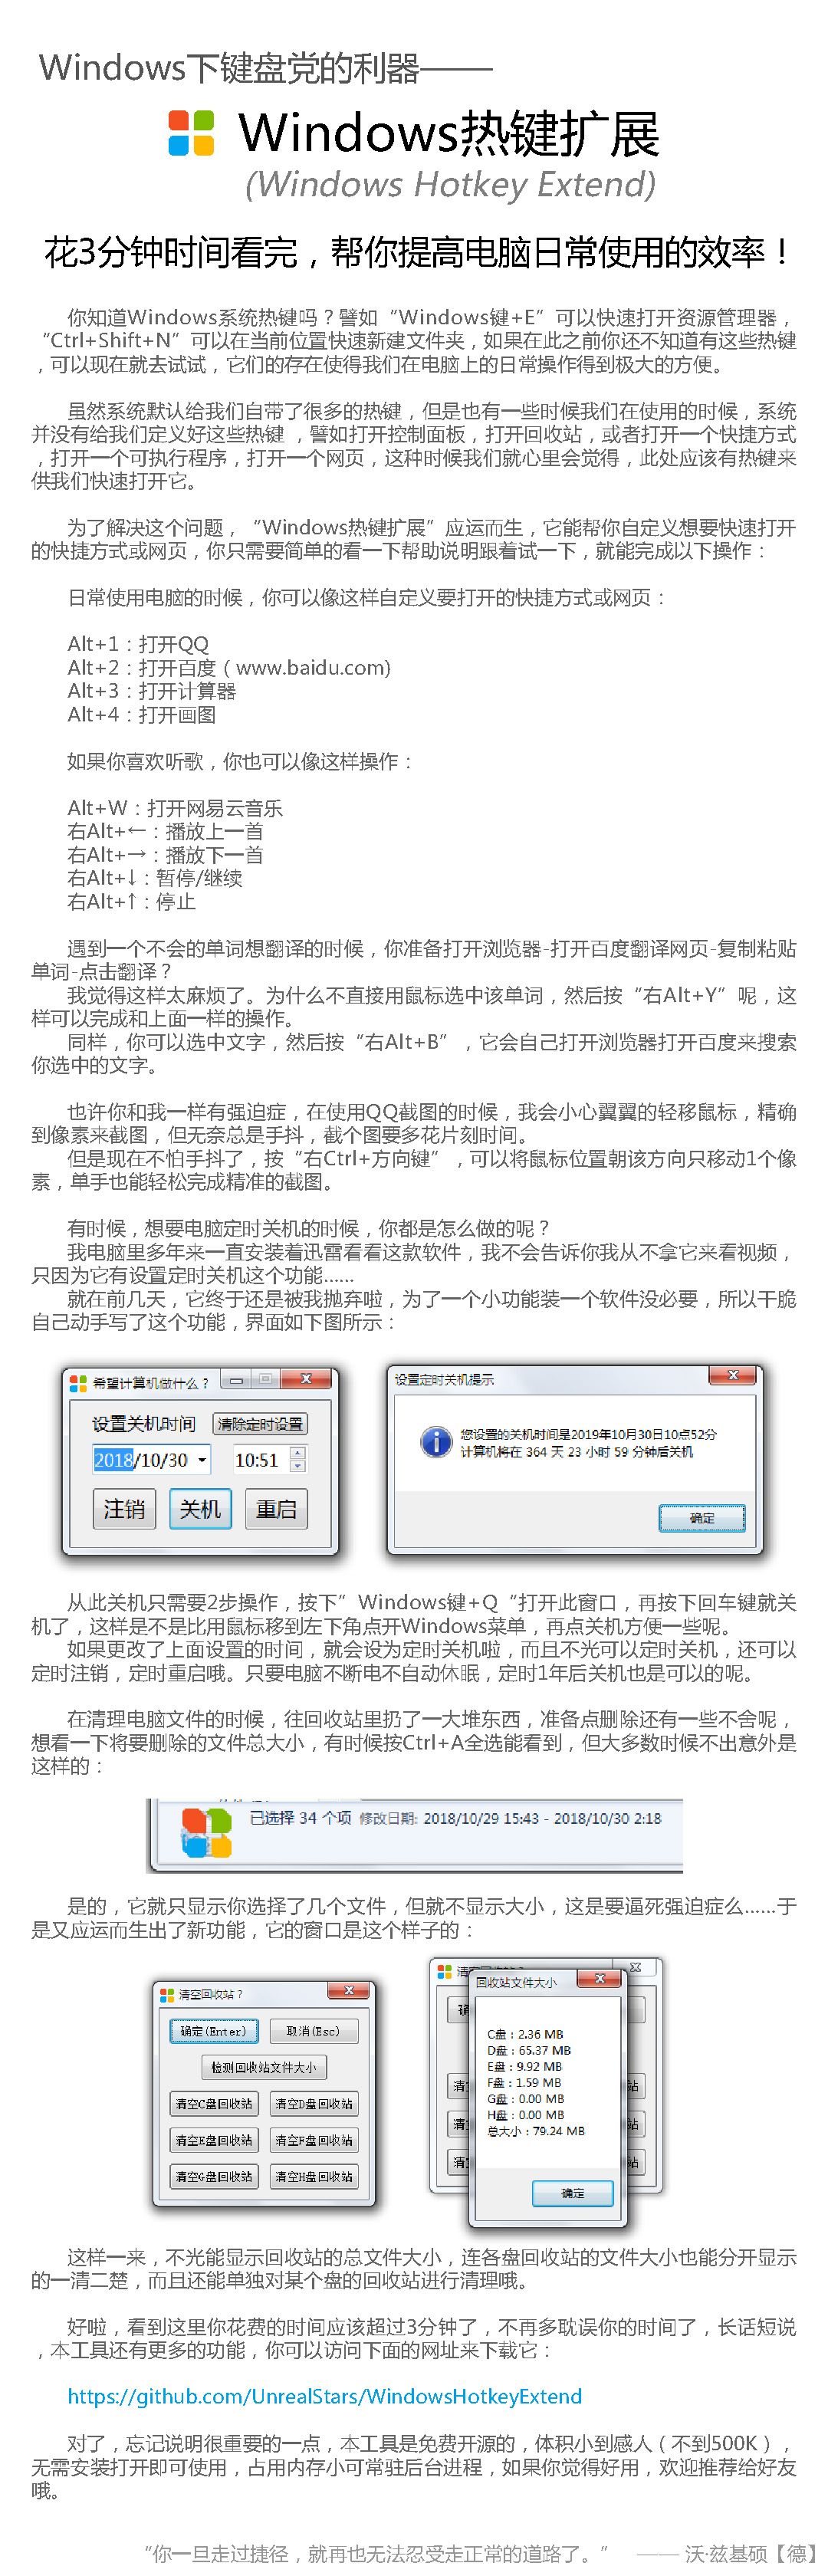 Windows下键盘党的利器——
Windows热键扩展
(Windows Hotkey Extend)
花3分钟时间看完，帮你提高电脑日常使用的效率！
你知道Windows系统热键吗？譬如“Windows键+E”可以快速打开资源管理器，
“Ctrl+Shift+N”可以在当前位置快速新建文件夹，如果在此之前你还不知道有这些热键
，可以现在就去试试，它们的存在使得我们在电脑上的日常操作得到极大的方便。
虽然系统默认给我们自带了很多的热键，但是也有一些时候我们在使用的时候，系统
并没有给我们定义好这些热键 ，譬如打开控制面板，打开回收站，或者打开一个快捷方式
，打开一个可执行程序，打开一个网页，这种时候我们就心里会觉得，此处应该有热键来
供我们快速打开它。
为了解决这个问题，“Windows热键扩展”应运而生，它能帮你自定义想要快速打开
的快捷方式或网页，你只需要简单的看一下帮助说明跟着试一下，就能完成以下操作：
日常使用电脑的时候，你可以像这样自定义要打开的快捷方式或网页：
Alt+1：打开QQ
Alt+2：打开百度（www.baidu.com)
Alt+3：打开计算器
Alt+4：打开画图
如果你喜欢听歌，你也可以像这样操作：
Alt+W：打开网易云音乐
右Alt+←：播放上一首
右Alt+→：播放下一首
右Alt+↓：暂停/继续
右Alt+↑：停止
遇到一个不会的单词想翻译的时候，你准备打开浏览器-打开百度翻译网页-复制粘贴
单词-点击翻译？
我觉得这样太麻烦了。为什么不直接用鼠标选中该单词，然后按“右Alt+Y”呢，这
样可以完成和上面一样的操作。
同样，你可以选中文字，然后按“右Alt+B”，它会自己打开浏览器打开百度来搜索
你选中的文字。
也许你和我一样有强迫症，在使用QQ截图的时候，我会小心翼翼的轻移鼠标，精确
到像素来截图，但无奈总是手抖，截个图要多花片刻时间。
但是现在不怕手抖了，按“右Ctrl+方向键”，可以将鼠标位置朝该方向只移动1个像
素，单手也能轻松完成精准的截图。
有时候，想要电脑定时关机的时候，你都是怎么做的呢？
我电脑里多年来一直安装着迅雷看看这款软件，我不会告诉你我从不拿它来看视频，
只因为它有设置定时关机这个功能……
就在前几天，它终于还是被我抛弃啦，为了一个小功能装一个软件没必要，所以干脆
自己动手写了这个功能，界面如下图所示：
希望计算机做什么？
设置关机时间 清除定时设置
2018/10/30 10:51
注销 关机 重启
设置定时关机提示
您设置的关机时间是2019年10月30日10点52分
计算机将在 364 天 23 小时 59 分钟后关机
确定
从此关机只需要2步操作，按下”Windows键+Q“打开此窗口，再按下回车键就关
机了，这样是不是比用鼠标移到左下角点开Windows菜单，再点关机方便一些呢。
如果更改了上面设置的时间，就会设为定时关机啦，而且不光可以定时关机，还可以
定时注销，定时重启哦。只要电脑不断电不自动休眠，定时1年后关机也是可以的呢。
在清理电脑文件的时候，往回收站里扔了一大堆东西，准备点删除还有一些不舍呢，
想看一下将要删除的文件总大小，有时候按Ctrl+A全选能看到，但大多数时候不出意外是
这样的：
已选择 34 个项 修改日期: 2018/10/29 15:43 - 2018/10/30 2:18
是的，它就只显示你选择了几个文件，但就不显示大小，这是要逼死强迫症么……于
是又应运而生出了新功能，它的窗口是这个样子的：
清空回收站？
确定(Enter) 取消(Esc)
检测回收站文件大小
清空C盘回收站 清空D盘回收站
清空E盘回收站 清空F盘回收站
清空G盘回收站 清空H盘回收站
回收站文件大小
C盘：2.36 MB
D盘：65.37 MB
E盘：9.92 MB
F盘：1.59 MB
G盘：0.00 MB
H盘：0.00 MB
总大小：79.24 MB
确定
这样一来，不光能显示回收站的总文件大小，连各盘回收站的文件大小也能分开显示
的一清二楚，而且还能单独对某个盘的回收站进行清理哦。
好啦，看到这里你花费的时间应该超过3分钟了，不再多耽误你的时间了，长话短说
，本工具还有更多的功能，你可以访问下面的网址来下载它：
https://github.com/UnrealStars/WindowsHotkeyExtend
对了，忘记说明很重要的一点，本工具是免费开源的，体积小到感人（不到500K），
无需安装打开即可使用，占用内存小可常驻后台进程，如果你觉得好用，欢迎推荐给好友
哦。
“你一旦走过捷径，就再也无法忍受走正常的道路了。” —— 沃·兹基硕【德】